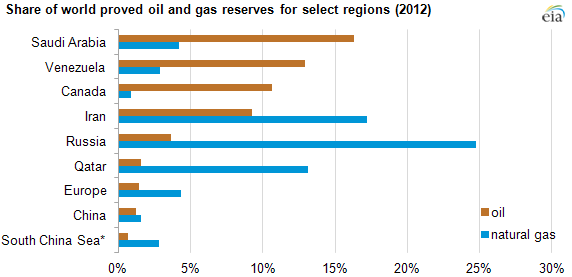 Share of world proved oil and gas reserves for select regions (2012)
eia
Saudi Arabia
Venezuela
Canada
Iran
Russia
Qatar
Europe
China
South China Sea*
oil
natural gas
0% 5% 10% 15% 20% 25% 30%